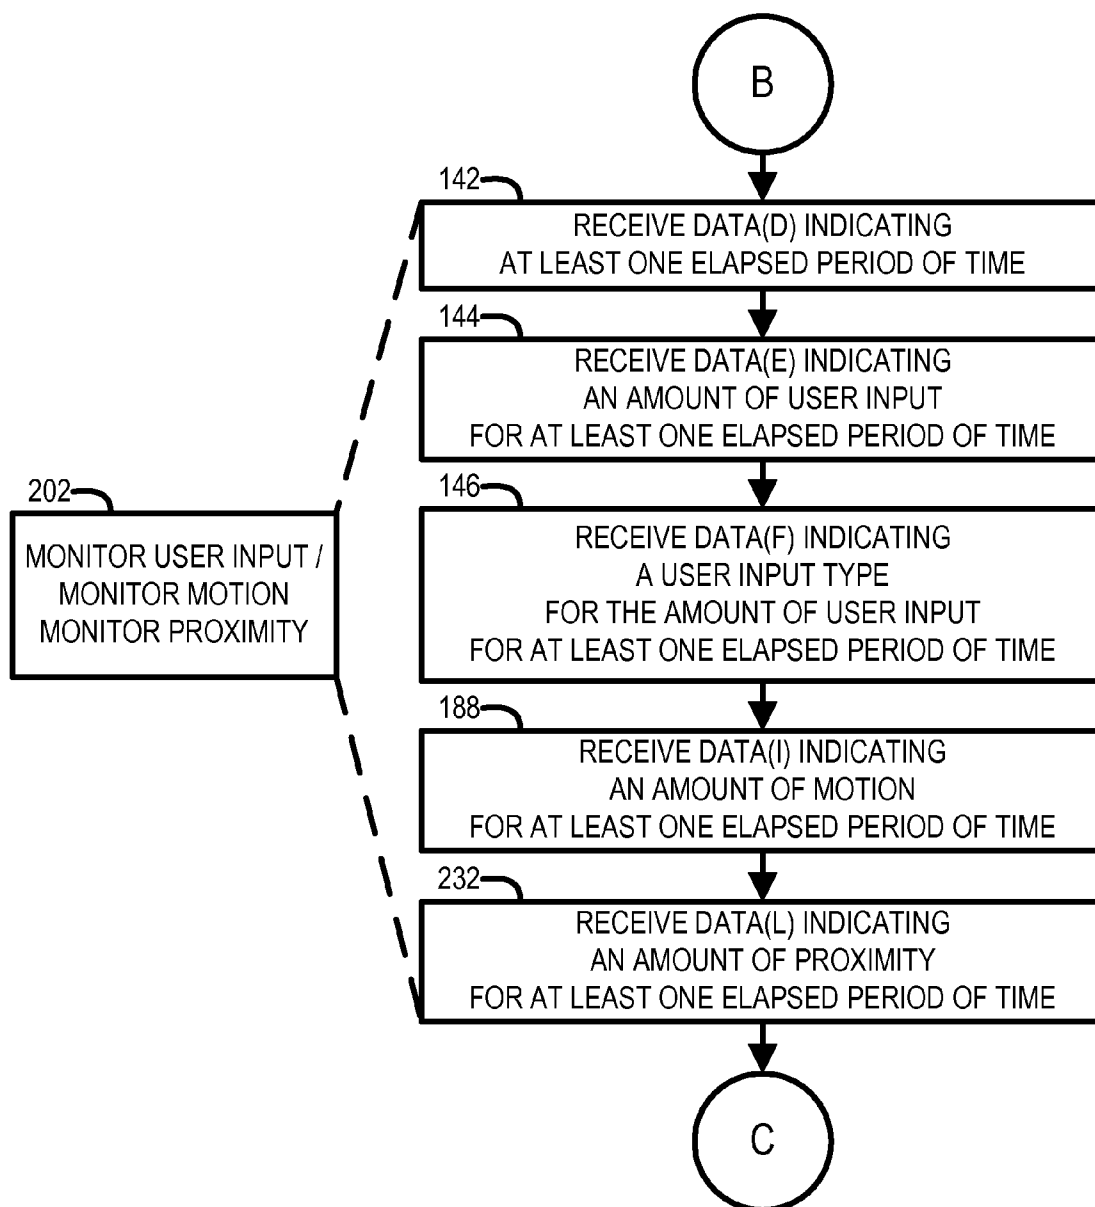 B
142
RECEIVE DATA(D) INDICATING
AT LEAST ONE ELAPSED PERIOD OF TIME
144
RECEIVE DATA(E) INDICATING
AN AMOUNT OF USER INPUT
FOR AT LEAST ONE ELAPSED PERIOD OF TIME
202
MONITOR USER INPUT /
MONITOR MOTION
MONITOR PROXIMITY
146
RECEIVE DATA(F) INDICATING
A USER INPUT TYPE
FOR THE AMOUNT OF USER INPUT
FOR AT LEAST ONE ELAPSED PERIOD OF TIME
188
RECEIVE DATA(I) INDICATING
AN AMOUNT OF MOTION
FOR AT LEAST ONE ELAPSED PERIOD OF TIME
232
RECEIVE DATA(L) INDICATING
AN AMOUNT OF PROXIMITY
FOR AT LEAST ONE ELAPSED PERIOD OF TIME
C